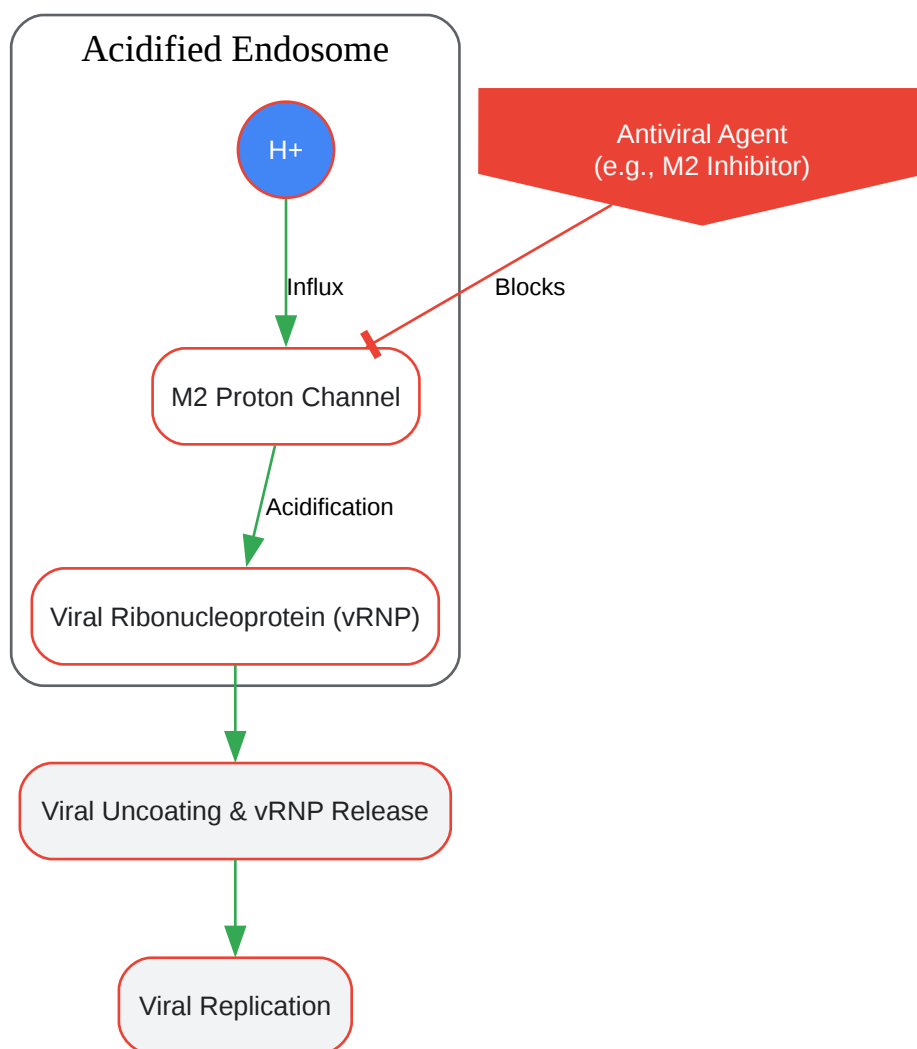 Acidified Endosome
H+
Antiviral Agent
(e.g., M2 Inhibitor)
Influx
Blocks
M2 Proton Channel
Acidification
Viral Ribonucleoprotein (vRNP)
Viral Uncoating & vRNP Release
Viral Replication